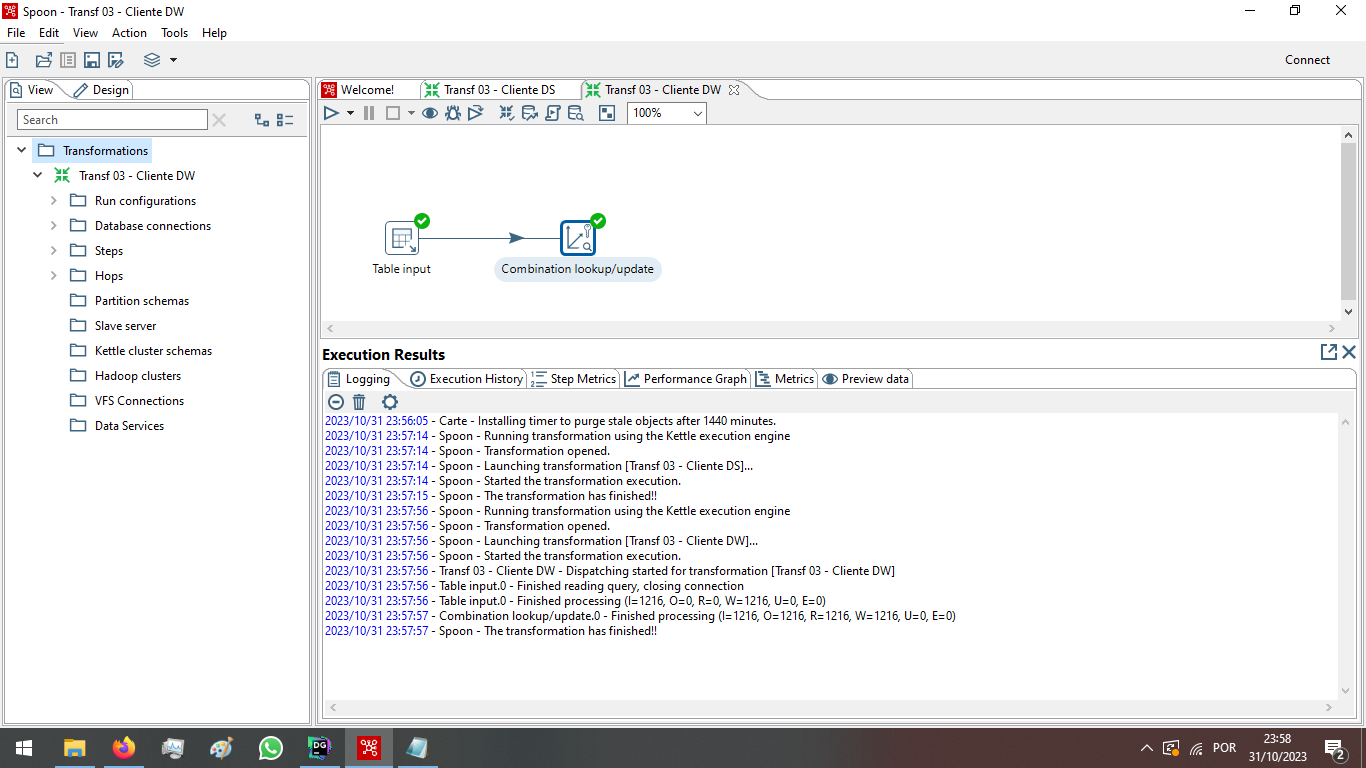 Spoon - Transf 03 - Cliente DW
File Edit View Action Tools Help
Connect
View Design
Search
Transformations
Transf 03 - Cliente DW
Run configurations
Database connections
Steps
Hops
Partition schemas
Slave server
Kettle cluster schemas
Hadoop clusters
VFS Connections
Data Services
Welcome! Transf 03 - Cliente DS Transf 03 - Cliente DW
100%
Table input
Combination lookup/update
Execution Results
Logging Execution History Step Metrics Performance Graph Metrics Preview data
2023/10/31 23:56:05 - Carte - Installing timer to purge stale objects after 1440 minutes.
2023/10/31 23:57:14 - Spoon - Running transformation using the Kettle execution engine
2023/10/31 23:57:14 - Spoon - Transformation opened.
2023/10/31 23:57:14 - Spoon - Launching transformation [Transf 03 - Cliente DS]...
2023/10/31 23:57:14 - Spoon - Started the transformation execution.
2023/10/31 23:57:15 - Spoon - The transformation has finished!!
2023/10/31 23:57:56 - Spoon - Running transformation using the Kettle execution engine
2023/10/31 23:57:56 - Spoon - Transformation opened.
2023/10/31 23:57:56 - Spoon - Launching transformation [Transf 03 - Cliente DW]...
2023/10/31 23:57:56 - Spoon - Started the transformation execution.
2023/10/31 23:57:56 - Transf 03 - Cliente DW - Dispatching started for transformation [Transf 03 - Cliente DW]
2023/10/31 23:57:56 - Table input.0 - Finished reading query, closing connection
2023/10/31 23:57:56 - Table input.0 - Finished processing (I=1216, O=0, R=0, W=1216, U=0, E=0)
2023/10/31 23:57:57 - Combination lookup/update.0 - Finished processing (I=1216, O=1216, R=1216, W=1216, U=0, E=0)
2023/10/31 23:57:57 - Spoon - The transformation has finished!!
DG
POR
23:58
31/10/2023
2